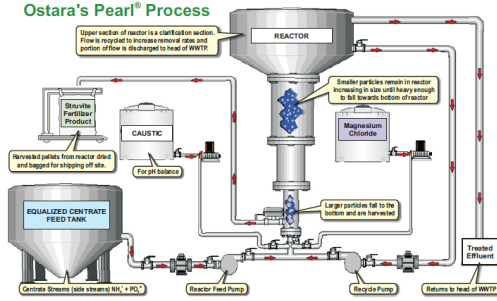 Ostara's Pearl® Process
Upper section of reactor is a clarification section.
Flow is recycled to increase removal rates and
portion of flow is discharged to head of WWTP.
REACTOR
Smaller particles remain in reactor
increasing in size until heavy enough
to fall towards bottom of reactor
Struvite
Fertilizer
Product
CAUSTIC
Magnesium
Chloride
Harvested pellets from reactor dried
and bagged for shipping off site.
For pH balance
Larger particles fall to the
bottom and are harvested
EQUALIZED CENTRATE
FEED TANK
Treated
Effluent
Centrate Streams (side streams) NH₄⁺ + PO₄³⁻
Reactor Feed Pump
Recycle Pump
Returns to head of WWTP